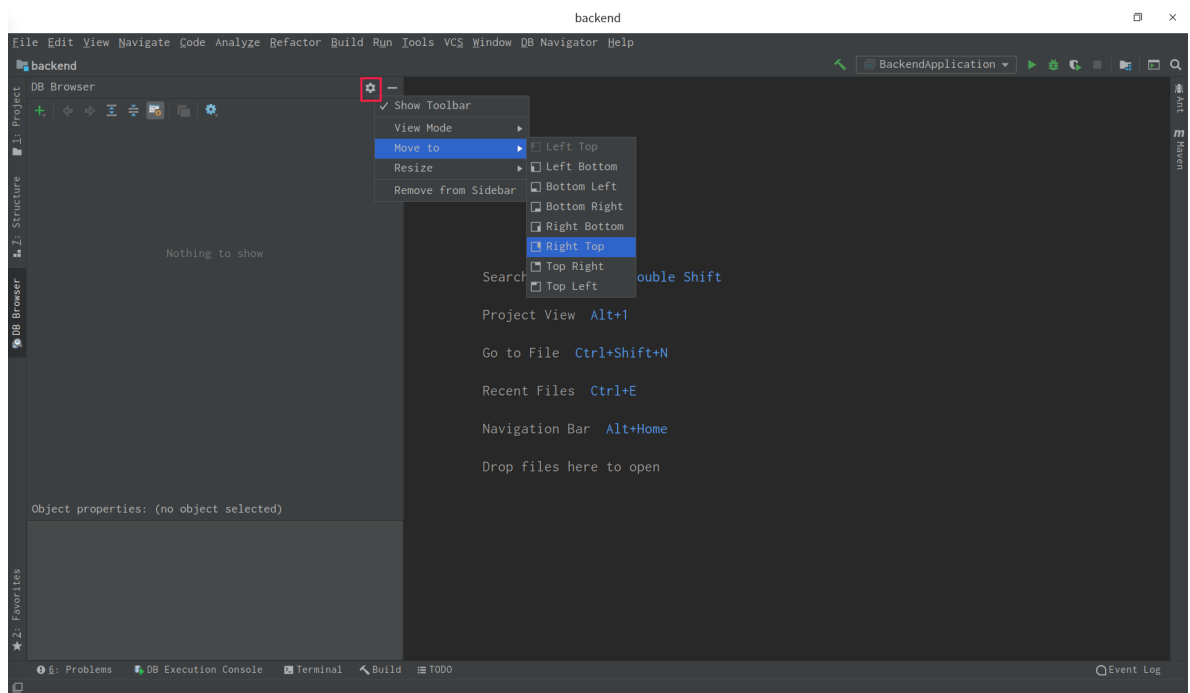 backend
File Edit View Navigate Code Analyze Refactor Build Run Tools VCS Window DB Navigator Help
backend
BackendApplication
DB Browser
Show Toolbar
View Mode
Move to
Resize
Remove from Sidebar
Left Top
Left Bottom
Bottom Left
Bottom Right
Right Bottom
Right Top
Top Right
Top Left
1: Project
Z: Structure
DB Browser
2: Favorites
Ant
m Maven
Nothing to show
Search
ouble Shift
Project View Alt+1
Go to File Ctrl+Shift+N
Recent Files Ctrl+E
Navigation Bar Alt+Home
Drop files here to open
Object properties: (no object selected)
6: Problems DB Execution Console Terminal Build TODO Event Log